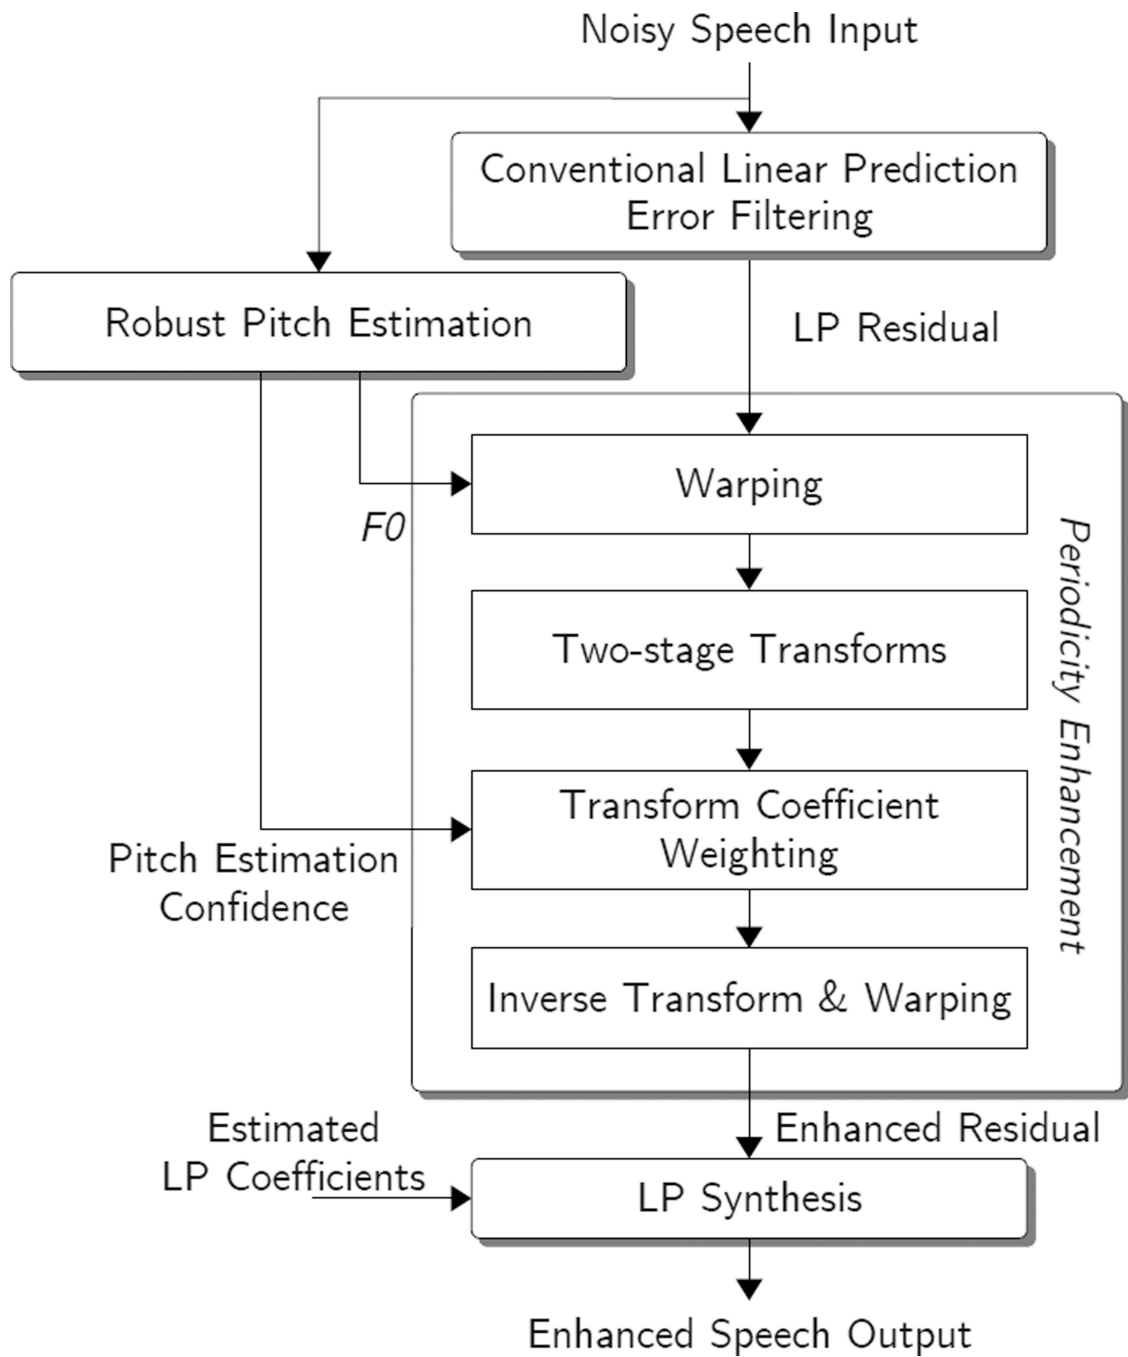 Noisy Speech Input
Conventional Linear Prediction
Error Filtering
Robust Pitch Estimation
LP Residual
Warping
F0
Two-stage Transforms
Periodicity Enhancement
Transform Coefficient
Weighting
Pitch Estimation
Confidence
Inverse Transform & Warping
Estimated
LP Coefficients
Enhanced Residual
LP Synthesis
Enhanced Speech Output